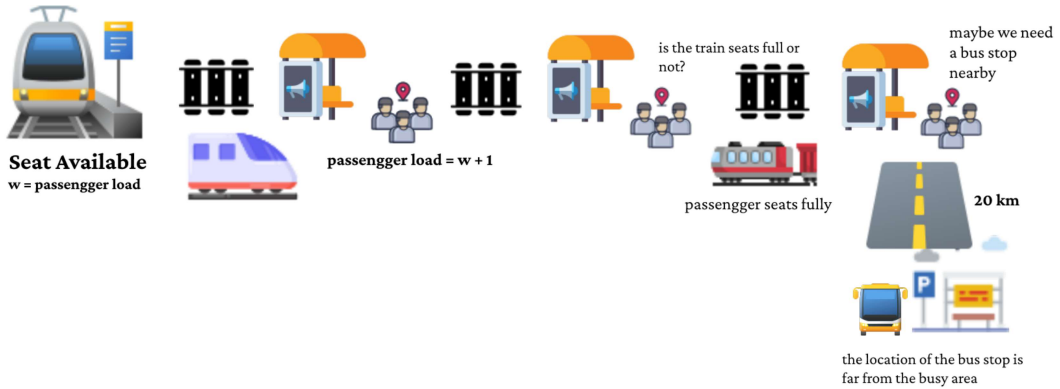 Seat Available
w = passengger load
passengger load = w + 1
is the train seats full or
not?
passengger seats fully
maybe we need
a bus stop
nearby
20 km
P
the location of the bus stop is
far from the busy area